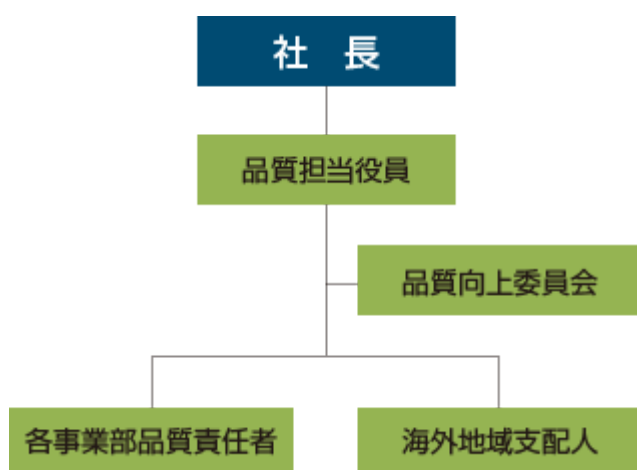 社 長
品質担当役員
品質向上委員会
各事業部品質責任者
海外地域支配人